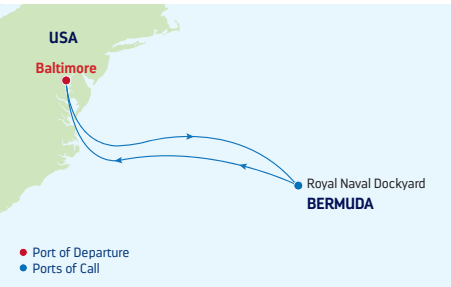 USA
Baltimore
Royal Naval Dockyard
BERMUDA
Port of Departure
Ports of Call